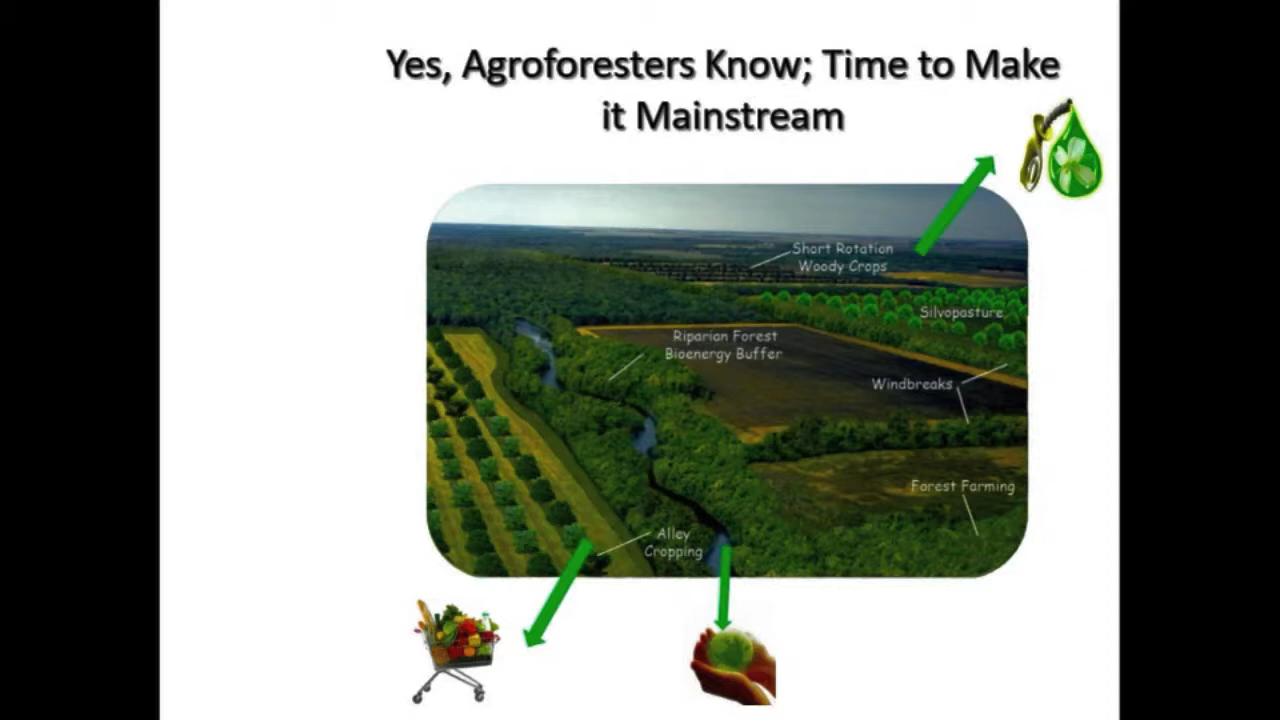 Yes, Agroforesters Know; Time to Make
it Mainstream
Short Rotation
Woody Crops
Silvopasture
Riparian Forest
Bioenergy Buffer
Windbreaks
Forest Farming
Alley
Cropping